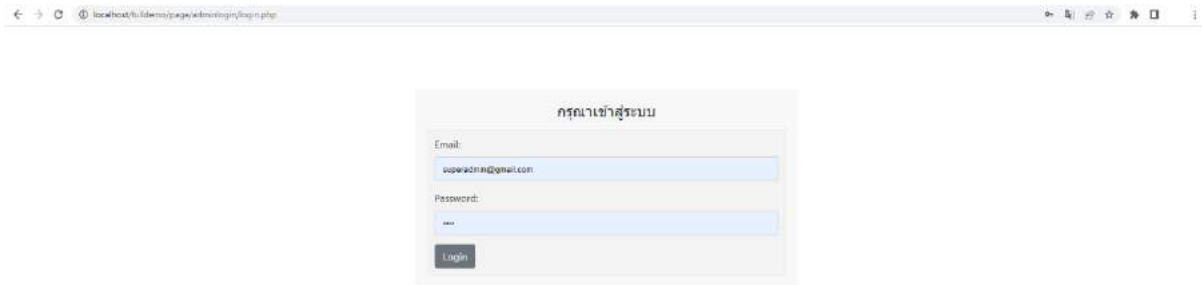 localhost/fulldemo/page/adminlogin/login.php
กรุณาเข้าสู่ระบบ
Email:
superadmin@gmail.com
Password:
Login